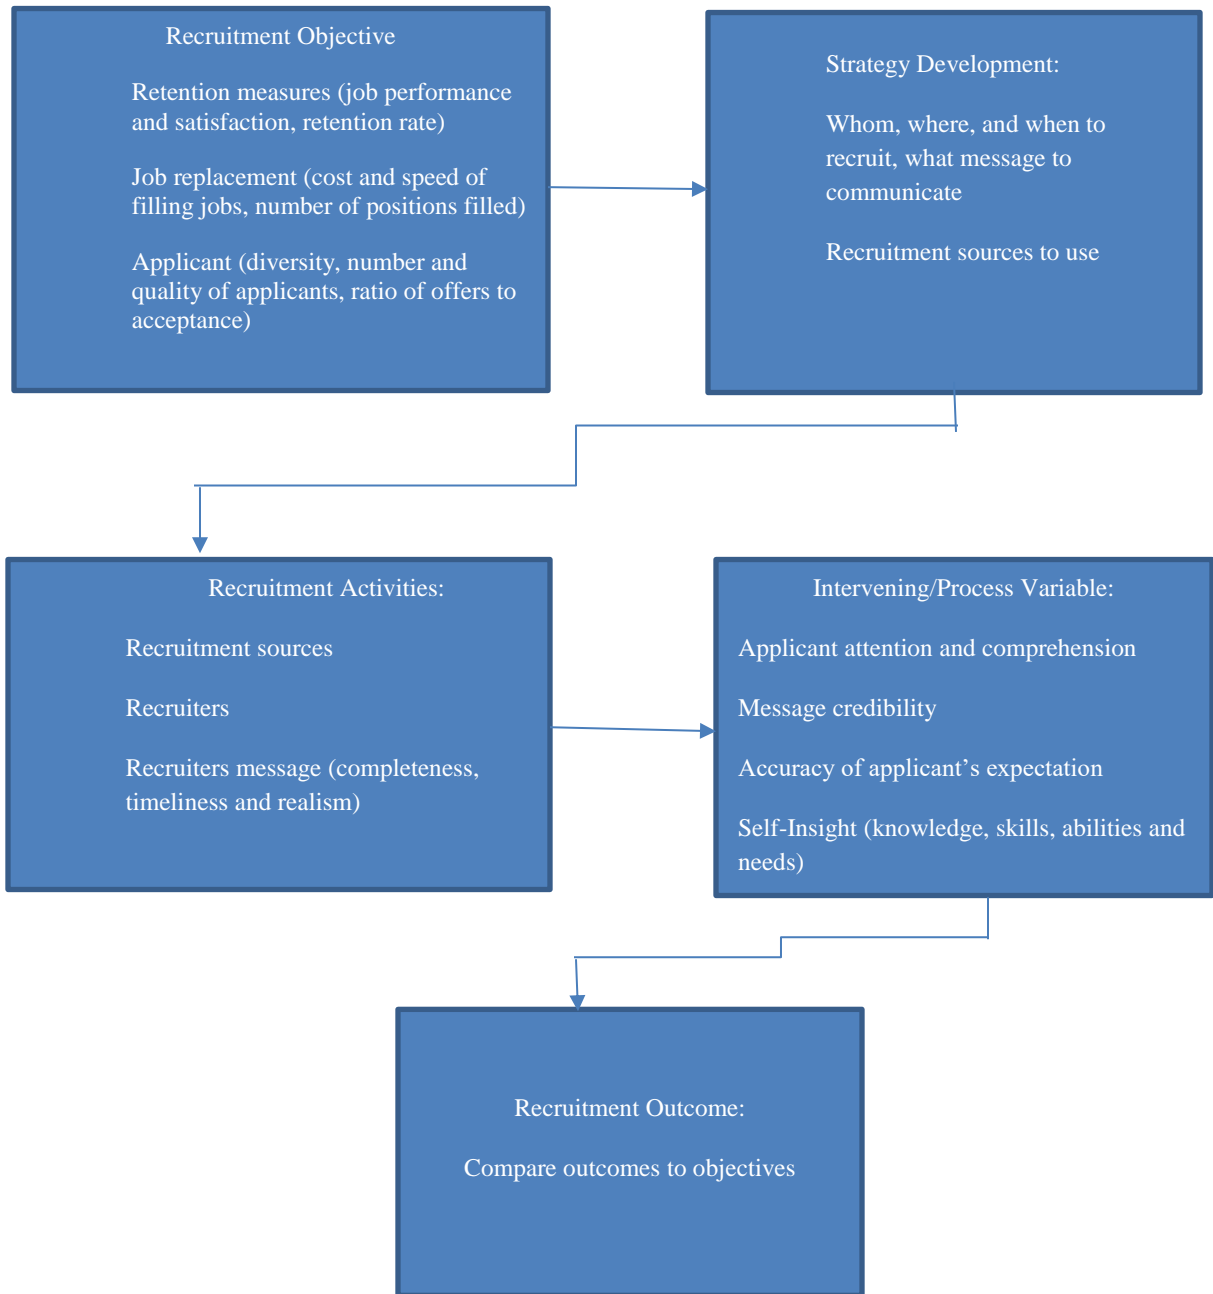 Recruitment Objective
Retention measures (job performance
and satisfaction, retention rate)
Job replacement (cost and speed of
filling jobs, number of positions filled)
Applicant (diversity, number and
quality of applicants, ratio of offers to
acceptance)
Strategy Development:
Whom, where, and when to
recruit, what message to
communicate
Recruitment sources to use
Recruitment Activities:
Recruitment sources
Recruiters
Recruiters message (completeness,
timeliness and realism)
Intervening/Process Variable:
Applicant attention and comprehension
Message credibility
Accuracy of applicant’s expectation
Self-Insight (knowledge, skills, abilities and
needs)
Recruitment Outcome:
Compare outcomes to objectives